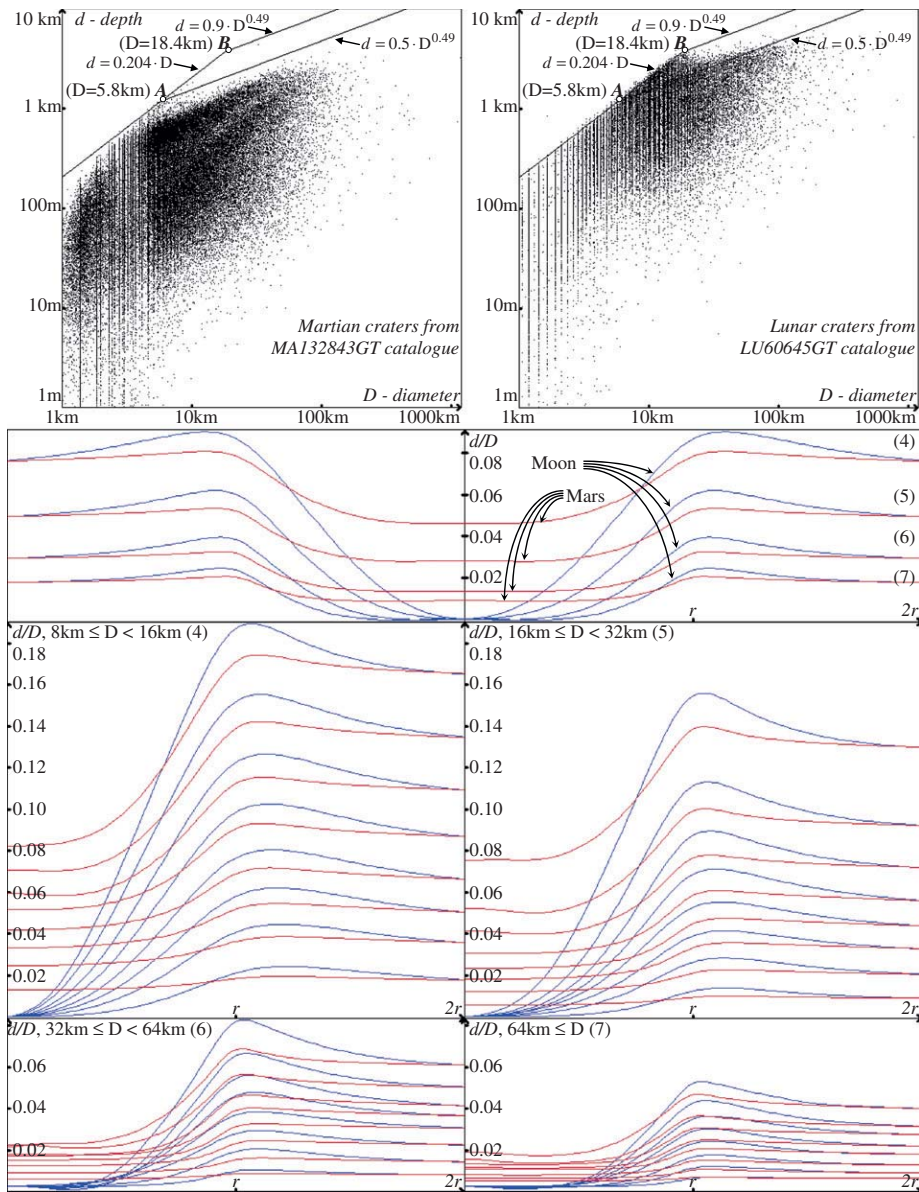 10 km
d - depth
d = 0.9 · D^0.49
(D=18.4km) B
d = 0.204 · D
d = 0.5 · D^0.49
(D=5.8km) A
1 km
100m
10m
1m
Martian craters from
MA132843GT catalogue
D - diameter
1km 10km 100km 1000km
10 km
d - depth
d = 0.9 · D^0.49
(D=18.4km) B
d = 0.204 · D
d = 0.5 · D^0.49
(D=5.8km) A
1 km
100m
10m
1m
Lunar craters from
LU60645GT catalogue
D - diameter
1km 10km 100km 1000km
d/D
(4)
0.08
Moon
Mars
0.06
(5)
0.04
(6)
0.02
(7)
r 2r
d/D, 8km ≤ D < 16km (4)
0.18
0.16
0.14
0.12
0.10
0.08
0.06
0.04
0.02
r 2r
d/D, 16km ≤ D < 32km (5)
0.18
0.16
0.14
0.12
0.10
0.08
0.06
0.04
0.02
r 2r
d/D, 32km ≤ D < 64km (6)
0.06
0.04
0.02
r 2r
d/D, 64km ≤ D (7)
0.06
0.04
0.02
r 2r